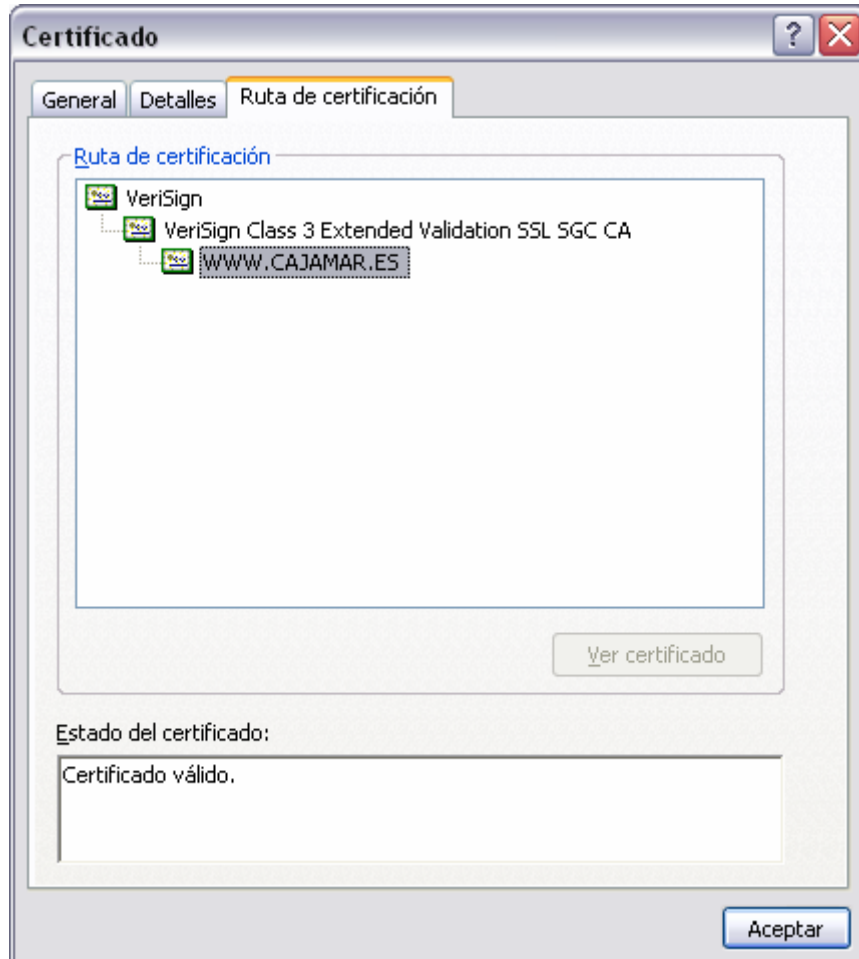 Certificado
General Detalles Ruta de certificación
Ruta de certificación
VeriSign
VeriSign Class 3 Extended Validation SSL SGC CA
WWW.CAJAMAR.ES
Ver certificado
Estado del certificado:
Certificado válido.
Aceptar